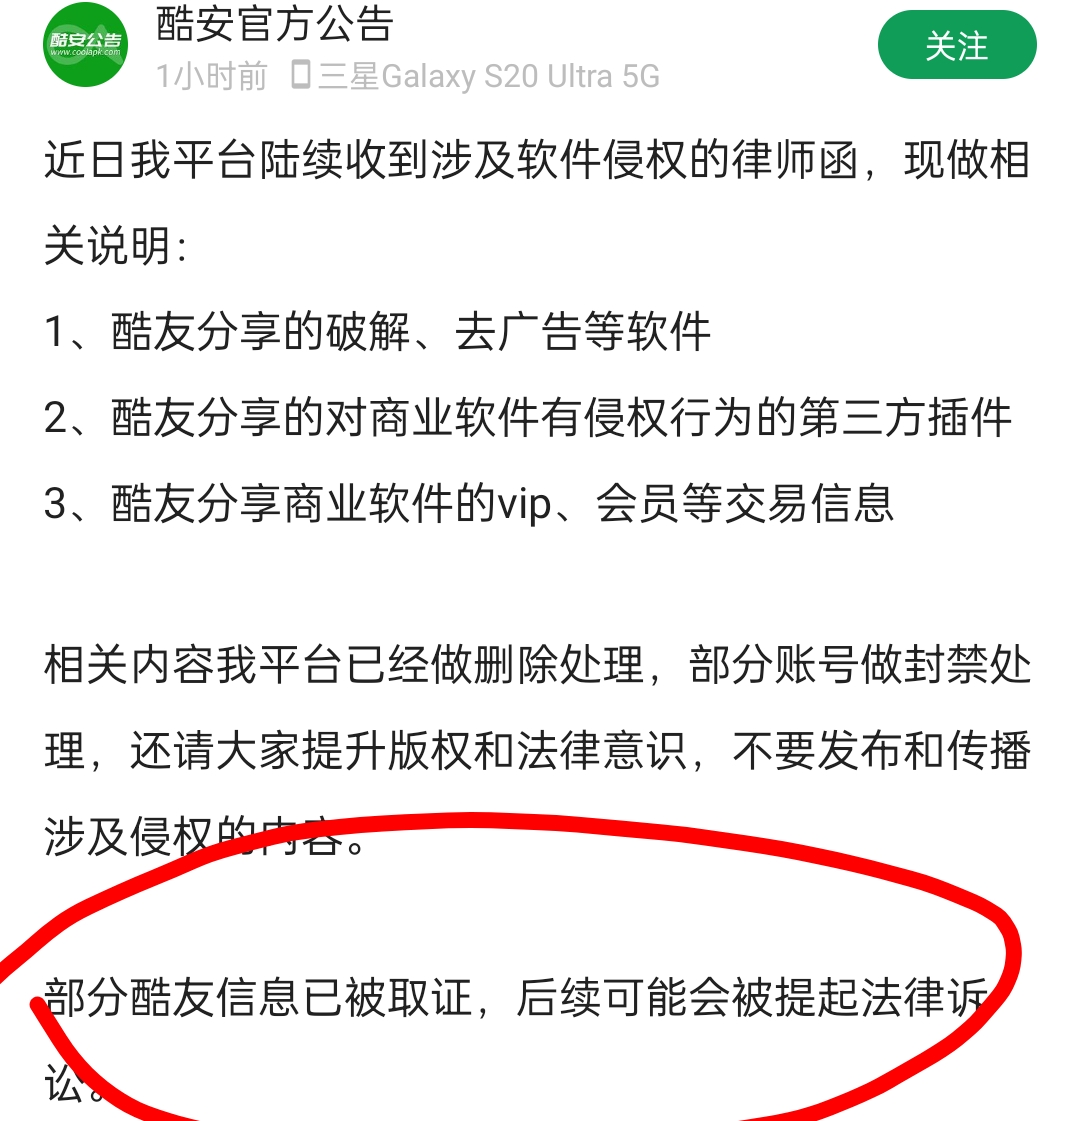 酷安公告
www.coolapk.com
酷安官方公告
1小时前 三星Galaxy S20 Ultra 5G
关注
近日我平台陆续收到涉及软件侵权的律师函，现做相
关说明：
1、酷友分享的破解、去广告等软件
2、酷友分享的对商业软件有侵权行为的第三方插件
3、酷友分享商业软件的vip、会员等交易信息
相关内容我平台已经做删除处理，部分账号做封禁处
理，还请大家提升版权和法律意识，不要发布和传播
涉及侵权的内容。
部分酷友信息已被取证，后续可能会被提起法律诉
讼。